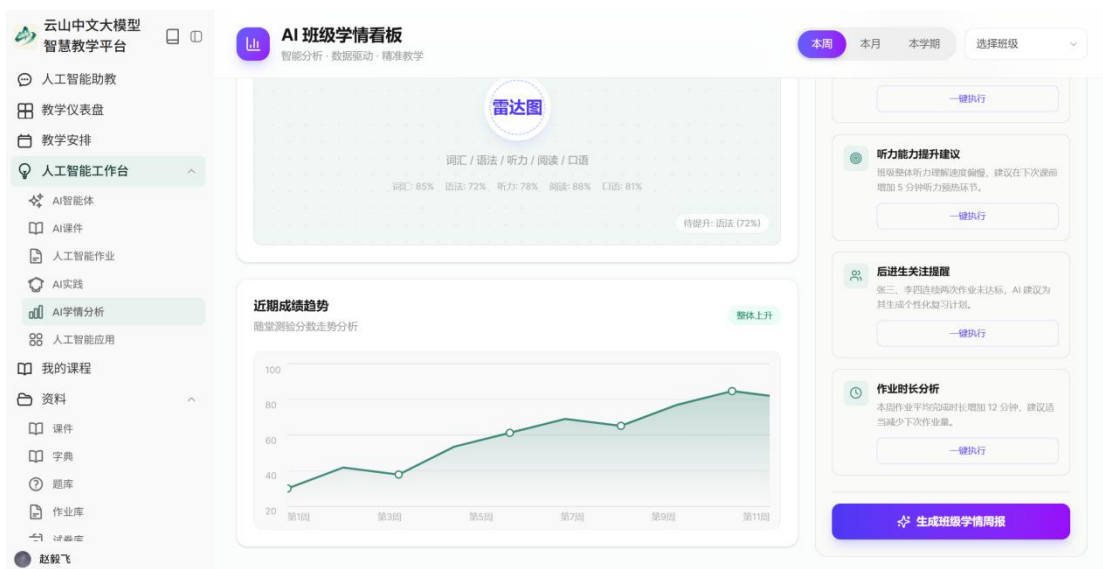 云山中文大模型
智慧教学平台
人工智能助教
教学仪表盘
教学安排
人工智能工作台
AI智能体
AI课件
人工智能作业
AI实践
AI学情分析
人工智能应用
我的课程
资料
课件
字典
题库
作业库
试卷库
赵毅飞
AI 班级学情看板
智能分析 · 数据驱动 · 精准教学
本周
本月
本学期
选择班级
雷达图
词汇 / 语法 / 听力 / 阅读 / 口语
词汇: 85% 语法: 72% 听力: 78% 阅读: 88% 口语: 81%
待提升: 语法 (72%)
近期成绩趋势
随堂测验分数走势分析
整体上升
100
80
60
40
20
第1周 第3周 第5周 第7周 第9周 第11周
一键执行
听力能力提升建议
班级整体听力理解速度偏慢，建议在下次课前
增加 5 分钟听力预热环节。
一键执行
后进生关注提醒
张三、李四连续两次作业未达标，AI 建议为
其生成个性化复习计划。
一键执行
作业时长分析
本周作业平均完成时长增加 12 分钟，建议适
当减少下次作业量。
一键执行
生成班级学情周报